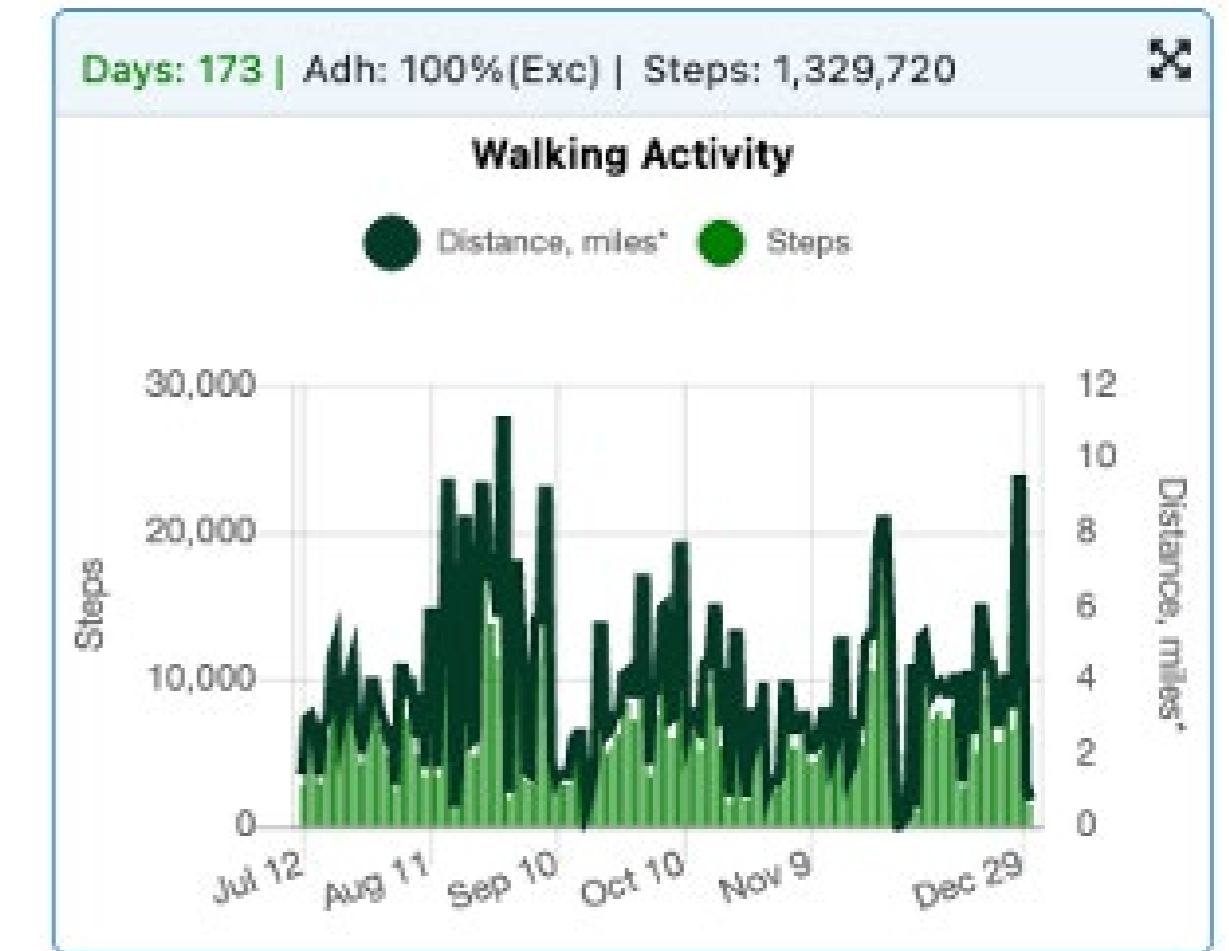 Days: 173 | Adh: 100%(Exc) | Steps: 1,329,720
Walking Activity
Distance, miles* Steps
30,000
20,000
10,000
0
Steps
12
10
8
6
4
2
0
Distance, miles*
Jul 12 Aug 11 Sep 10 Oct 10 Nov 9 Dec 29